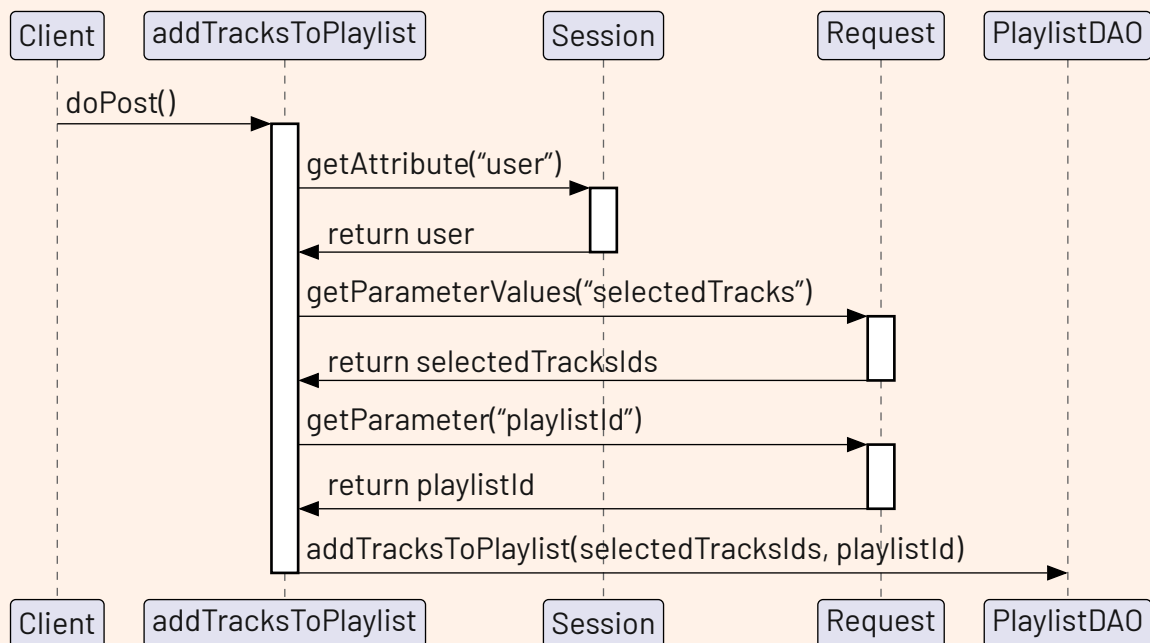 Client addTracksToPlaylist Session Request PlaylistDAO
doPost()
getAttribute(“user”)
return user
getParameterValues(“selectedTracks”)
return selectedTracksIds
getParameter(“playlistId”)
return playlistId
addTracksToPlaylist(selectedTracksIds, playlistId)
Client addTracksToPlaylist Session Request PlaylistDAO